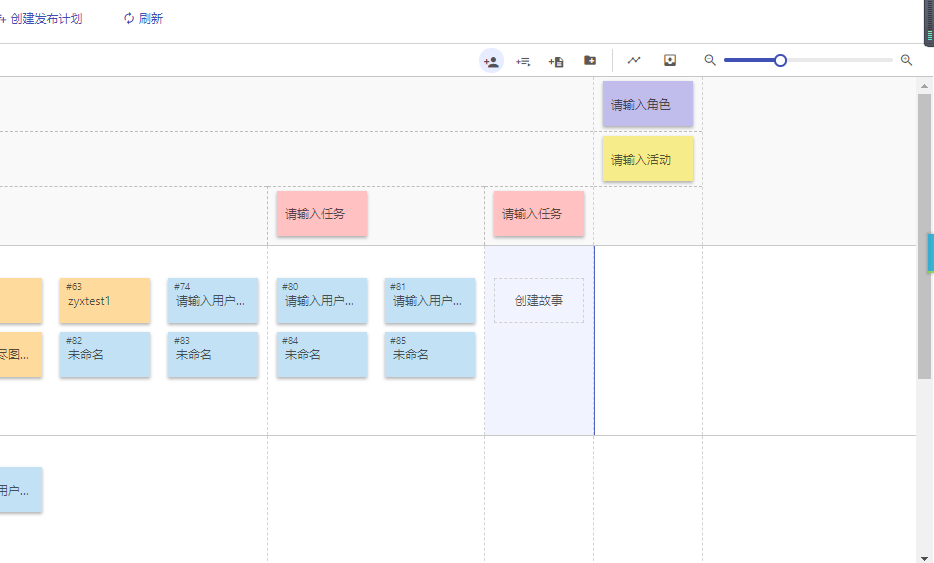 创建发布计划
刷新
请输入角色
请输入活动
请输入任务
请输入任务
#63
zyxtest1
#74
请输入用户...
#80
请输入用户...
#81
请输入用户...
创建故事
尽图...
#82
未命名
#83
未命名
#84
未命名
#85
未命名
用户...